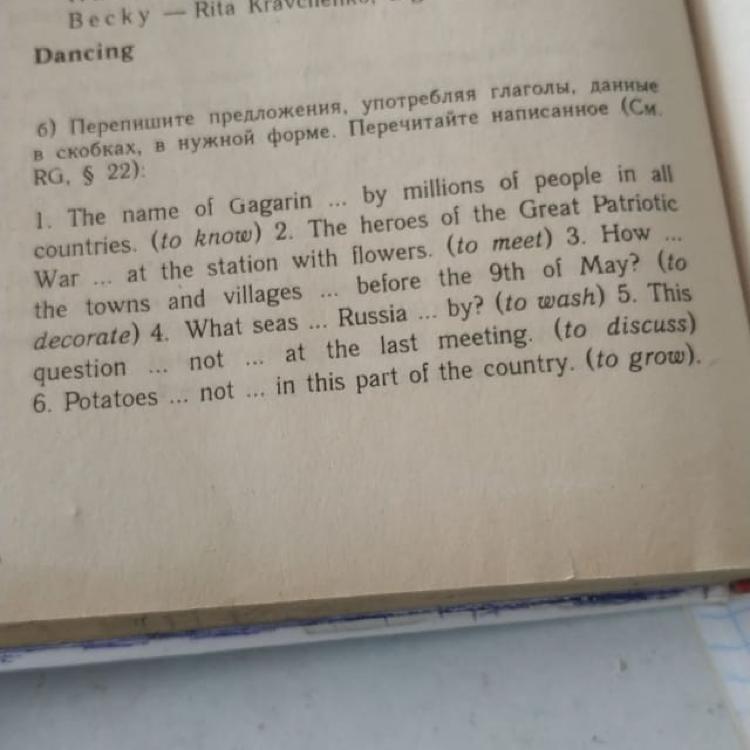 Becky — Rita
Dancing
б) Перепишите предложения, употребляя глаголы, данные
в скобках, в нужной форме. Перечитайте написанное (См.
RG, § 22):
1. The name of Gagarin ... by millions of people in all
countries. (to know) 2. The heroes of the Great Patriotic
War ... at the station with flowers. (to meet) 3. How ...
the towns and villages ... before the 9th of May? (to
decorate) 4. What seas ... Russia ... by? (to wash) 5. This
question ... not ... at the last meeting. (to discuss)
6. Potatoes ... not ... in this part of the country. (to grow).